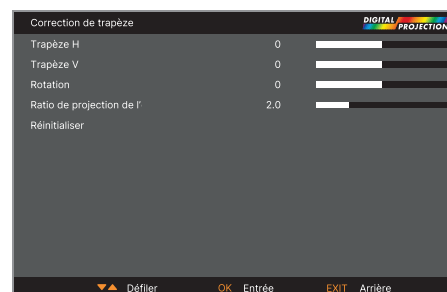 Correction de trapèze
DIGITAL PROJECTION
Trapèze H 0
Trapèze V 0
Rotation 0
Ratio de projection de l' 2.0
Réinitialiser
Défiler OK Entrée EXIT Arrière